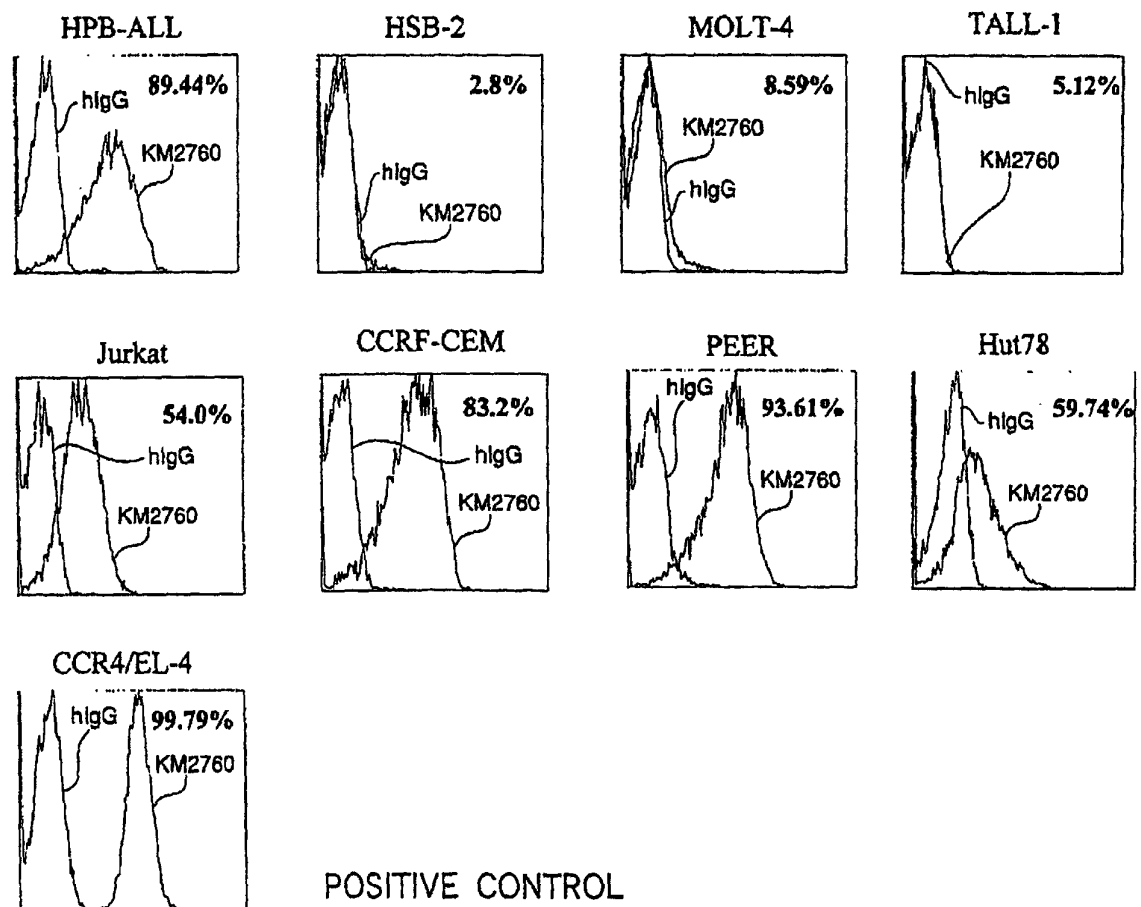 HPB-ALL
89.44%
hIgG
KM2760
HSB-2
2.8%
hIgG
KM2760
MOLT-4
8.59%
KM2760
hIgG
TALL-1
hIgG
5.12%
KM2760
Jurkat
54.0%
hIgG
KM2760
CCRF-CEM
83.2%
hIgG
KM2760
PEER
hIgG
93.61%
KM2760
Hut78
59.74%
hIgG
KM2760
CCR4/EL-4
hIgG
99.79%
KM2760
POSITIVE CONTROL